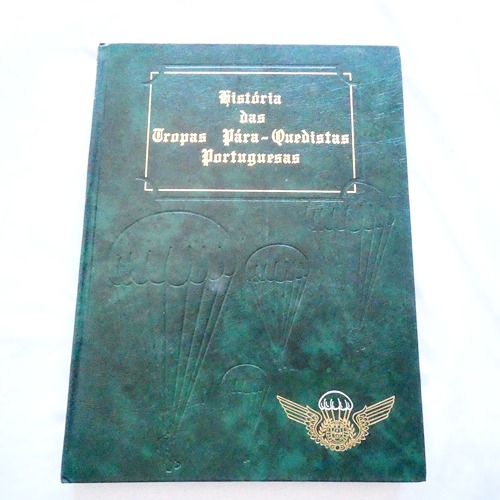 História
das
Tropas Pára-Quedistas
Portuguesas